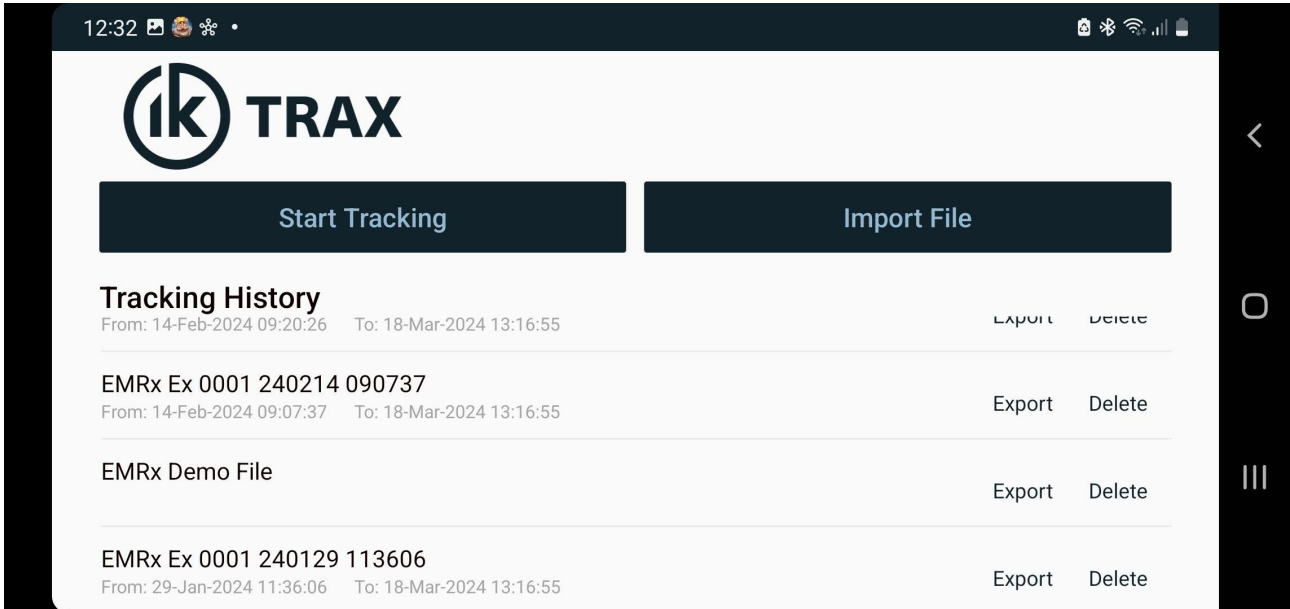 12:32
ik TRAX
Start Tracking Import File
Tracking History
From: 14-Feb-2024 09:20:26 To: 18-Mar-2024 13:16:55 Export Delete
EMRx Ex 0001 240214 090737
From: 14-Feb-2024 09:07:37 To: 18-Mar-2024 13:16:55 Export Delete
EMRx Demo File
Export Delete
EMRx Ex 0001 240129 113606
From: 29-Jan-2024 11:36:06 To: 18-Mar-2024 13:16:55 Export Delete